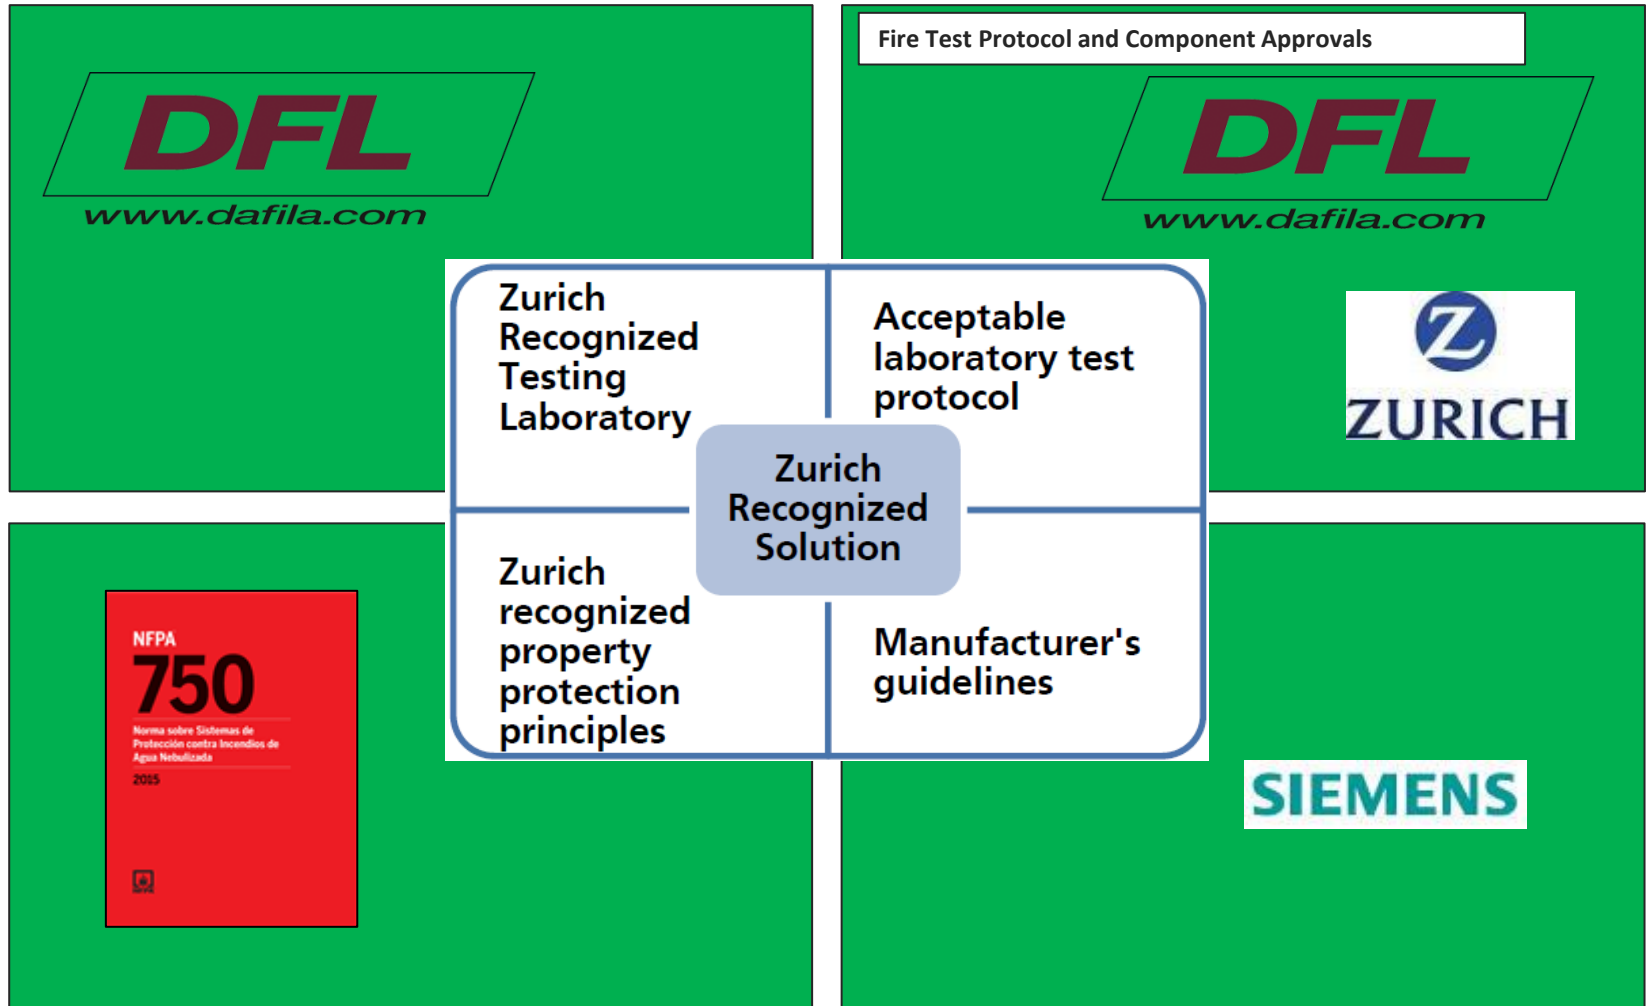 DFL
www.dafila.com
Fire Test Protocol and Component Approvals
DFL
www.dafila.com
Zurich
Recognized
Testing
Laboratory
Acceptable
laboratory test
protocol
Z
ZURICH
Zurich
Recognized
Solution
Zurich
recognized
property
protection
principles
Manufacturer's
guidelines
NFPA
750
Norma sobre Sistemas de
Protección contra Incendios de
Agua Nebulizada
2015
NFPA
SIEMENS